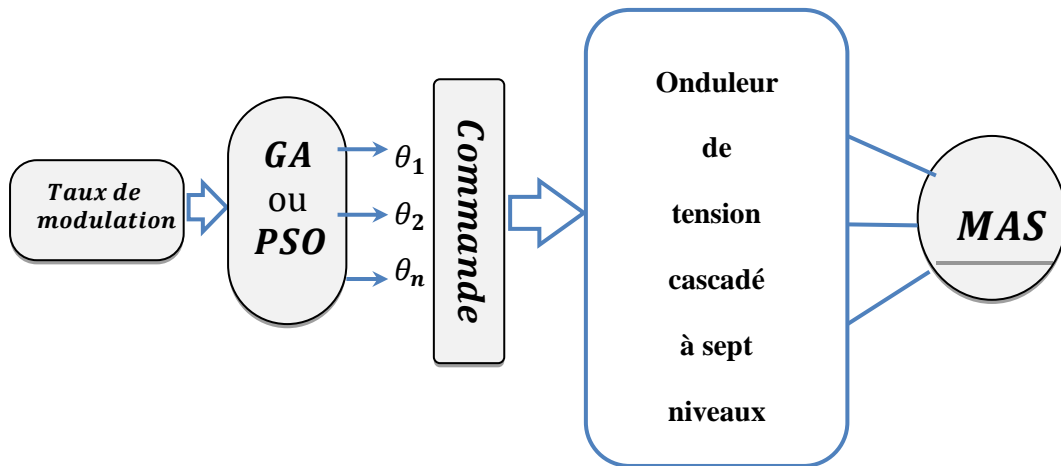 Taux de
modulation
GA
ou
PSO
θ₁
θ₂
θₙ
Commande
Onduleur
de
tension
cascadé
à sept
niveaux
MAS